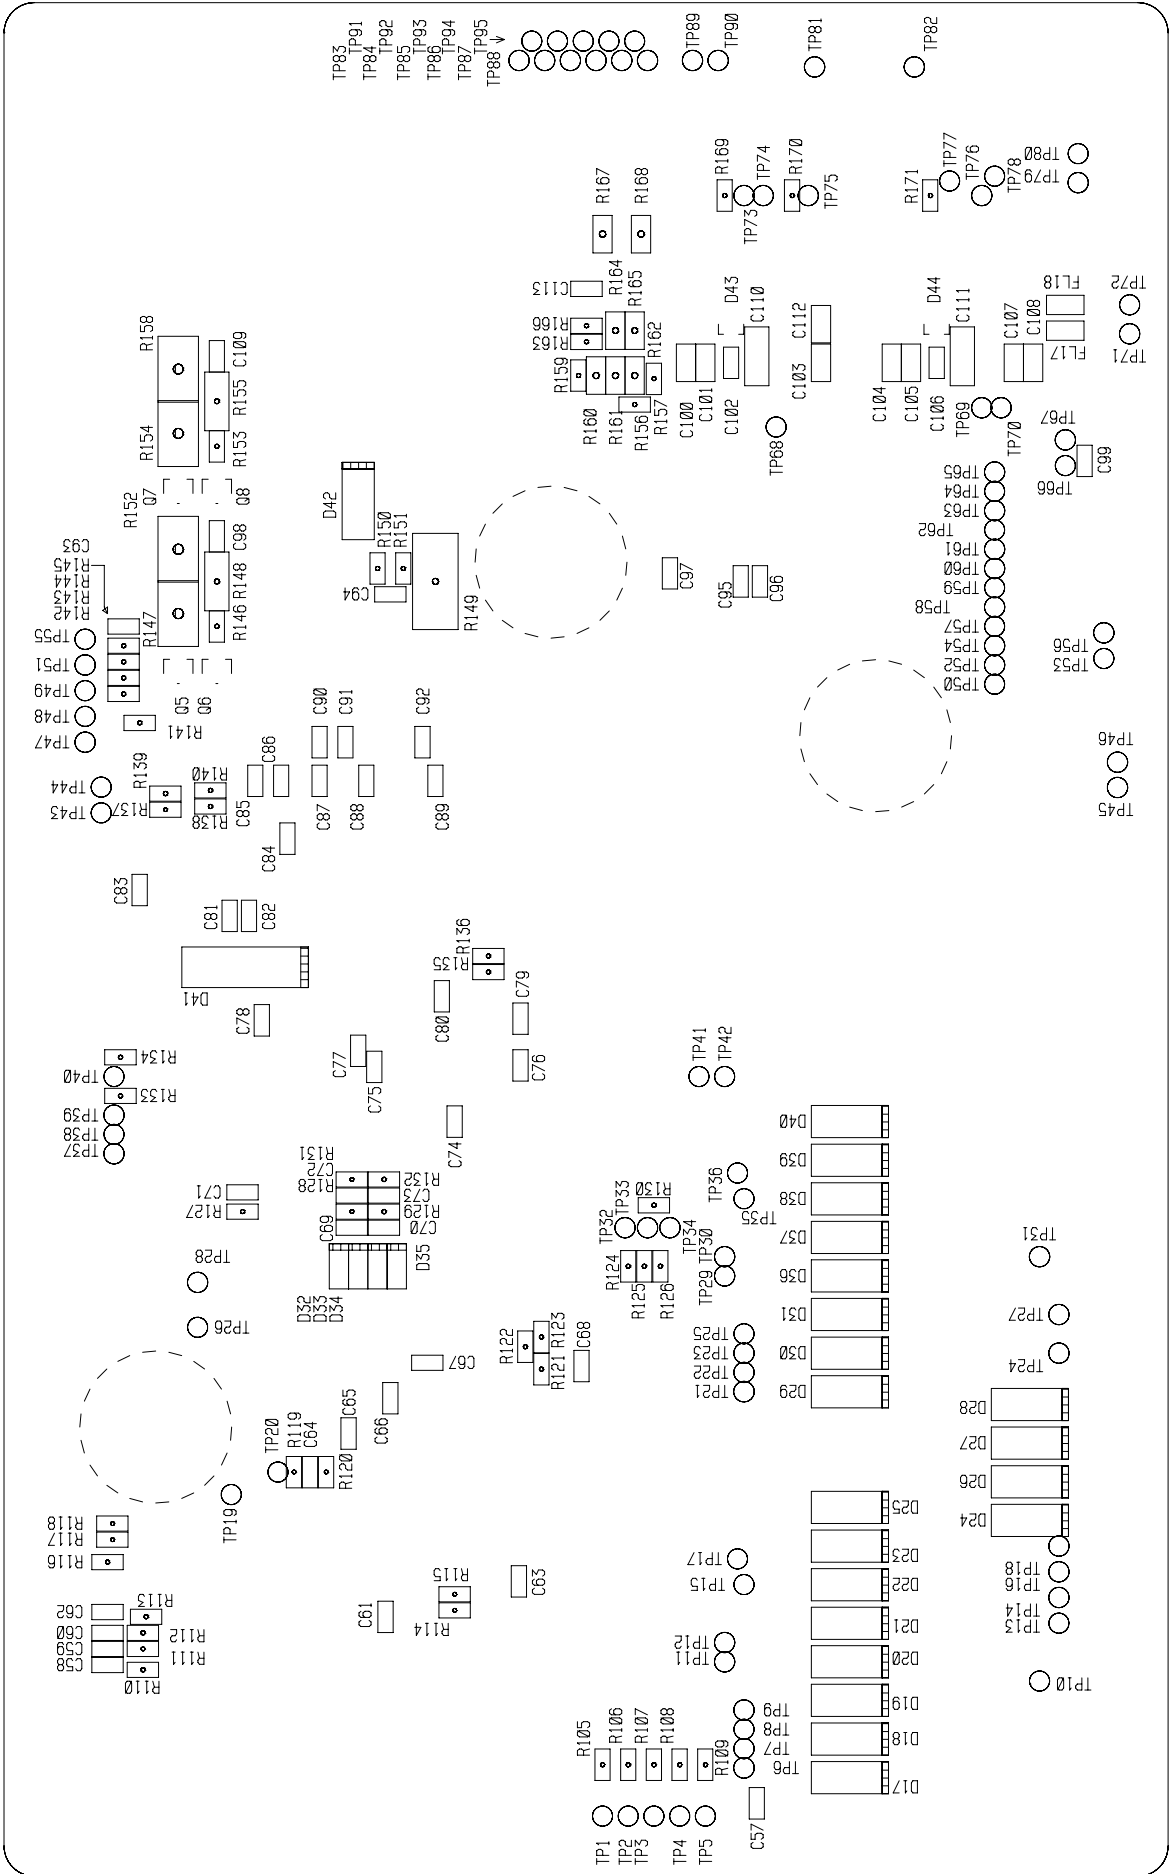 TP83
TP91
TP84
TP92
TP85
TP93
TP86
TP94
TP87
TP95
TP88
TP89
TP90
TP81
TP82
R169
TP74
R170
TP77
TP76
TP78
TP80
TP79
R171
TP73
TP75
R167
R168
C113
R164
R165
D43
C110
C112
D44
C111
C107
C108
FL18
TP72
R158
C109
R166
R163
R162
FL17
TP71
R159
R155
C103
R154
R153
R160
R161
R156
R157
C100
C101
C102
C104
C105
C106
TP69
TP68
TP70
TP67
C99
TP66
TP65
TP64
TP63
TP62
TP61
TP60
TP59
TP58
TP57
TP54
TP52
TP50
Q7
Q8
R152
D42
R150
R151
C93
R145
R144
R143
R142
C98
R148
C94
R149
C97
C95
C96
R147
R146
TP55
TP51
TP49
TP48
TP47
TP56
TP53
Q5
Q6
R141
C90
C91
C92
TP46
TP45
R139
R140
C86
TP44
TP43
R137
R138
C85
C87
C88
C89
C84
C83
C81
C82
R136
R135
D41
C78
C80
C79
R134
TP40
R133
C77
C75
C76
TP41
TP42
TP39
TP38
TP37
C74
D40
D39
D38
D37
D36
D31
D30
D29
R131
C72
R128
R132
C73
R129
C70
C69
C71
R127
TP36
TP35
R130
TP33
TP32
TP34
TP30
TP29
TP28
D35
R124
R125
R126
TP31
D32
D33
D34
TP26
TP27
TP24
R122
R123
R121
C68
TP25
TP23
TP22
TP21
C67
C66
C65
D28
D27
D26
D24
TP20
R119
C64
R120
TP19
D25
D23
D22
D21
D20
D19
D18
D17
R118
R117
R116
TP17
TP15
TP18
TP16
TP14
TP13
R115
R114
C63
C61
C62
C60
C59
C58
R113
R112
R111
R110
TP12
TP11
TP10
R105
R106
R107
R108
R109
TP9
TP8
TP7
TP6
C57
TP1
TP2
TP3
TP4
TP5